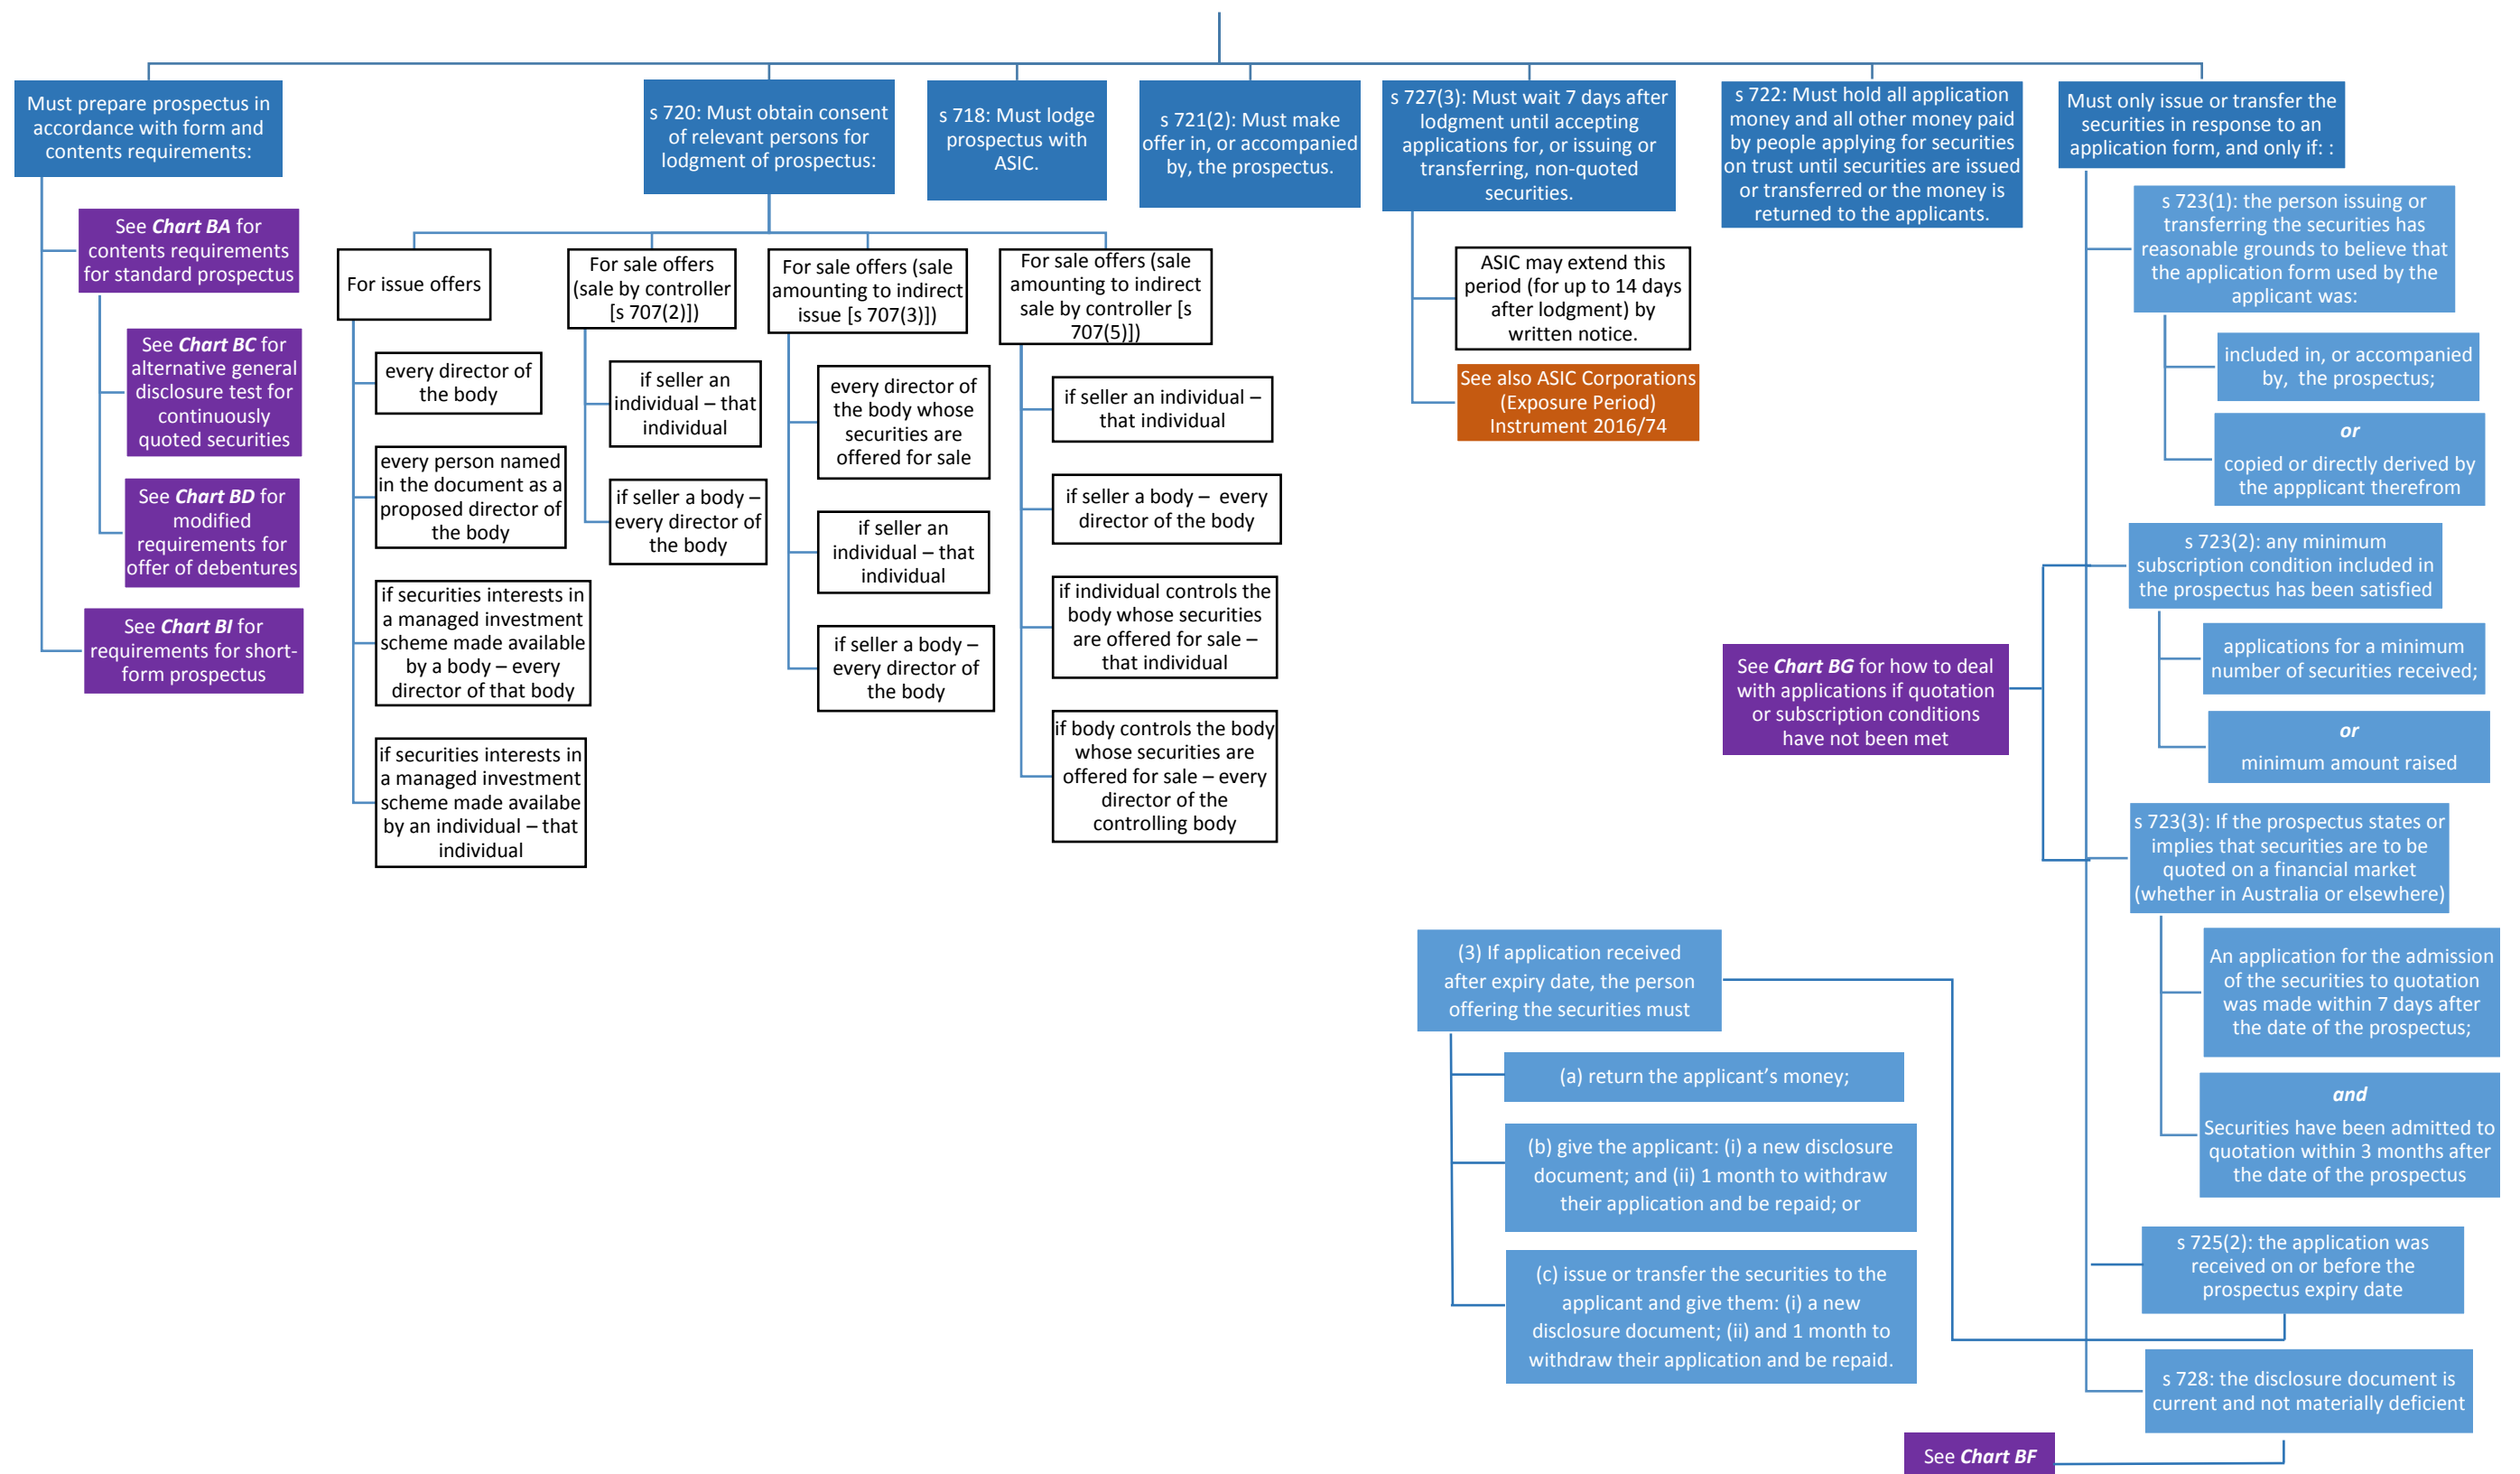 Must prepare prospectus in
accordance with form and
contents requirements:
See Chart BA for
contents requirements
for standard prospectus
See Chart BC for
alternative general
disclosure test for
continuously
quoted securities
See Chart BD for
modified
requirements for
offer of debentures
See Chart BI for
requirements for short-
form prospectus
s 720: Must obtain consent
of relevant persons for
lodgment of prospectus:
For issue offers
every director of
the body
every person named
in the document as a
proposed director of
the body
if securities interests in
a managed investment
scheme made available
by a body – every
director of that body
if securities interests in
a managed investment
scheme made availabe
by an individual – that
individual
For sale offers
(sale by controller
[s 707(2)])
if seller an
individual – that
individual
if seller a body –
every director of
the body
For sale offers (sale
amounting to indirect
issue [s 707(3)])
every director of
the body whose
securities are
offered for sale
if seller an
individual – that
individual
if seller a body –
every director of
the body
For sale offers (sale
amounting to indirect
sale by controller [s
707(5)])
if seller an individual –
that individual
if seller a body – every
director of the body
if individual controls the
body whose securities
are offered for sale –
that individual
if body controls the body
whose securities are
offered for sale – every
director of the
controlling body
s 718: Must lodge
prospectus with
ASIC.
s 721(2): Must make
offer in, or accompanied
by, the prospectus.
s 727(3): Must wait 7 days after
lodgment until accepting
applications for, or issuing or
transferring, non-quoted
securities.
ASIC may extend this
period (for up to 14 days
after lodgment) by
written notice.
See also ASIC Corporations
(Exposure Period)
Instrument 2016/74
s 722: Must hold all application
money and all other money paid
by people applying for securities
on trust until securities are issued
or transferred or the money is
returned to the applicants.
Must only issue or transfer the
securities in response to an
application form, and only if: :
s 723(1): the person issuing or
transferring the securities has
reasonable grounds to believe that
the application form used by the
applicant was:
included in, or accompanied
by, the prospectus;
or
copied or directly derived by
the appplicant therefrom
s 723(2): any minimum
subscription condition included in
the prospectus has been satisfied
applications for a minimum
number of securities received;
or
minimum amount raised
See Chart BG for how to deal
with applications if quotation
or subscription conditions
have not been met
s 723(3): If the prospectus states or
implies that securities are to be
quoted on a financial market
(whether in Australia or elsewhere)
An application for the admission
of the securities to quotation
was made within 7 days after
the date of the prospectus;
and
Securities have been admitted to
quotation within 3 months after
the date of the prospectus
s 725(2): the application was
received on or before the
prospectus expiry date
(3) If application received
after expiry date, the person
offering the securities must
(a) return the applicant’s money;
(b) give the applicant: (i) a new disclosure
document; and (ii) 1 month to withdraw
their application and be repaid; or
(c) issue or transfer the securities to the
applicant and give them: (i) a new
disclosure document; (ii) and 1 month to
withdraw their application and be repaid.
s 728: the disclosure document is
current and not materially deficient
See Chart BF